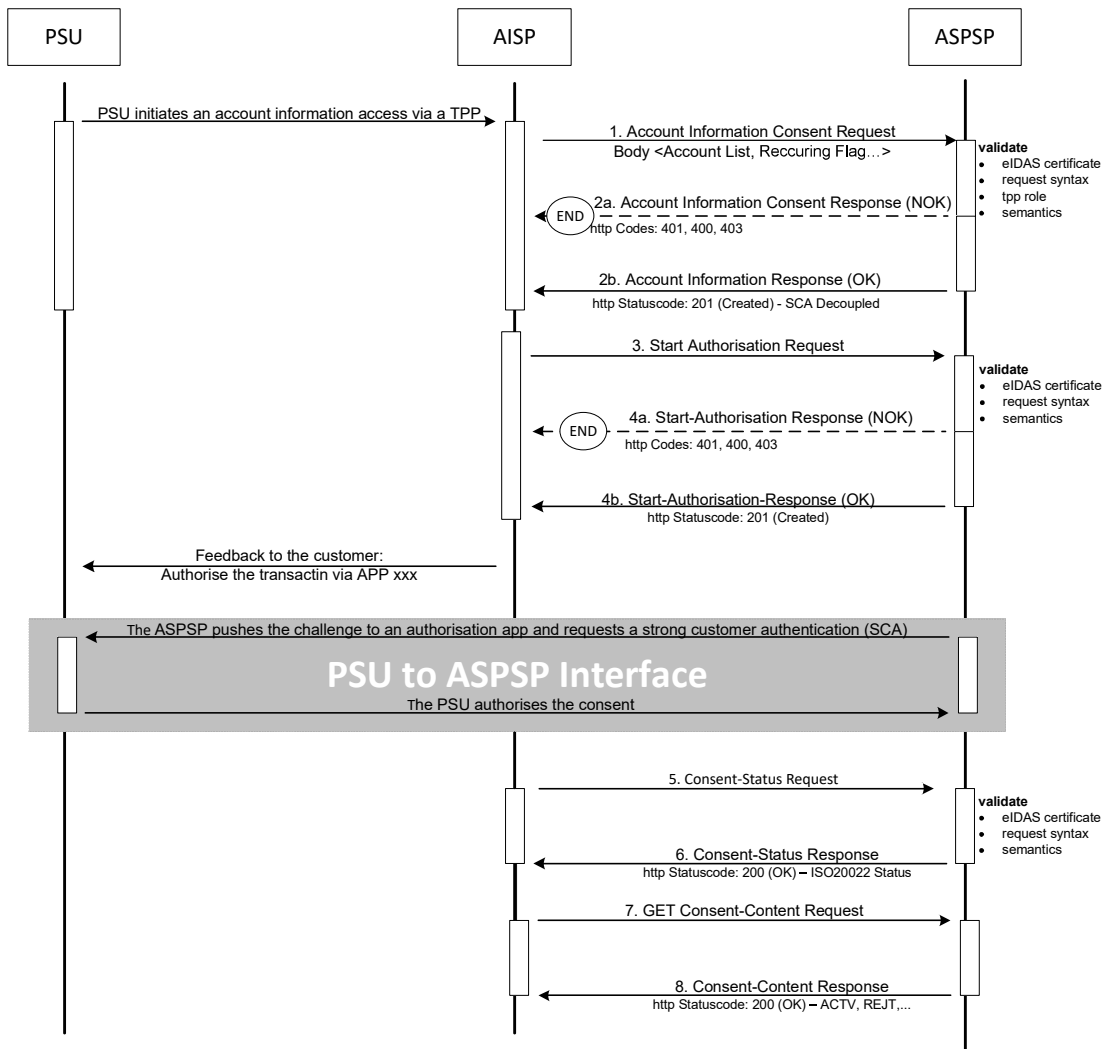 PSU
AISP
ASPSP
PSU initiates an account information access via a TPP
1. Account Information Consent Request
Body <Account List, Reccuring Flag...>
validate
• eIDAS certificate
• request syntax
• tpp role
• semantics
2a. Account Information Consent Response (NOK)
END
http Codes: 401, 400, 403
2b. Account Information Response (OK)
http Statuscode: 201 (Created) - SCA Decoupled
3. Start Authorisation Request
validate
• eIDAS certificate
• request syntax
• semantics
4a. Start-Authorisation Response (NOK)
END
http Codes: 401, 400, 403
4b. Start-Authorisation-Response (OK)
http Statuscode: 201 (Created)
Feedback to the customer:
Authorise the transactin via APP xxx
The ASPSP pushes the challenge to an authorisation app and requests a strong customer authentication (SCA)
PSU to ASPSP Interface
The PSU authorises the consent
5. Consent-Status Request
validate
• eIDAS certificate
• request syntax
• semantics
6. Consent-Status Response
http Statuscode: 200 (OK) – ISO20022 Status
7. GET Consent-Content Request
8. Consent-Content Response
http Statuscode: 200 (OK) – ACTV, REJT,...